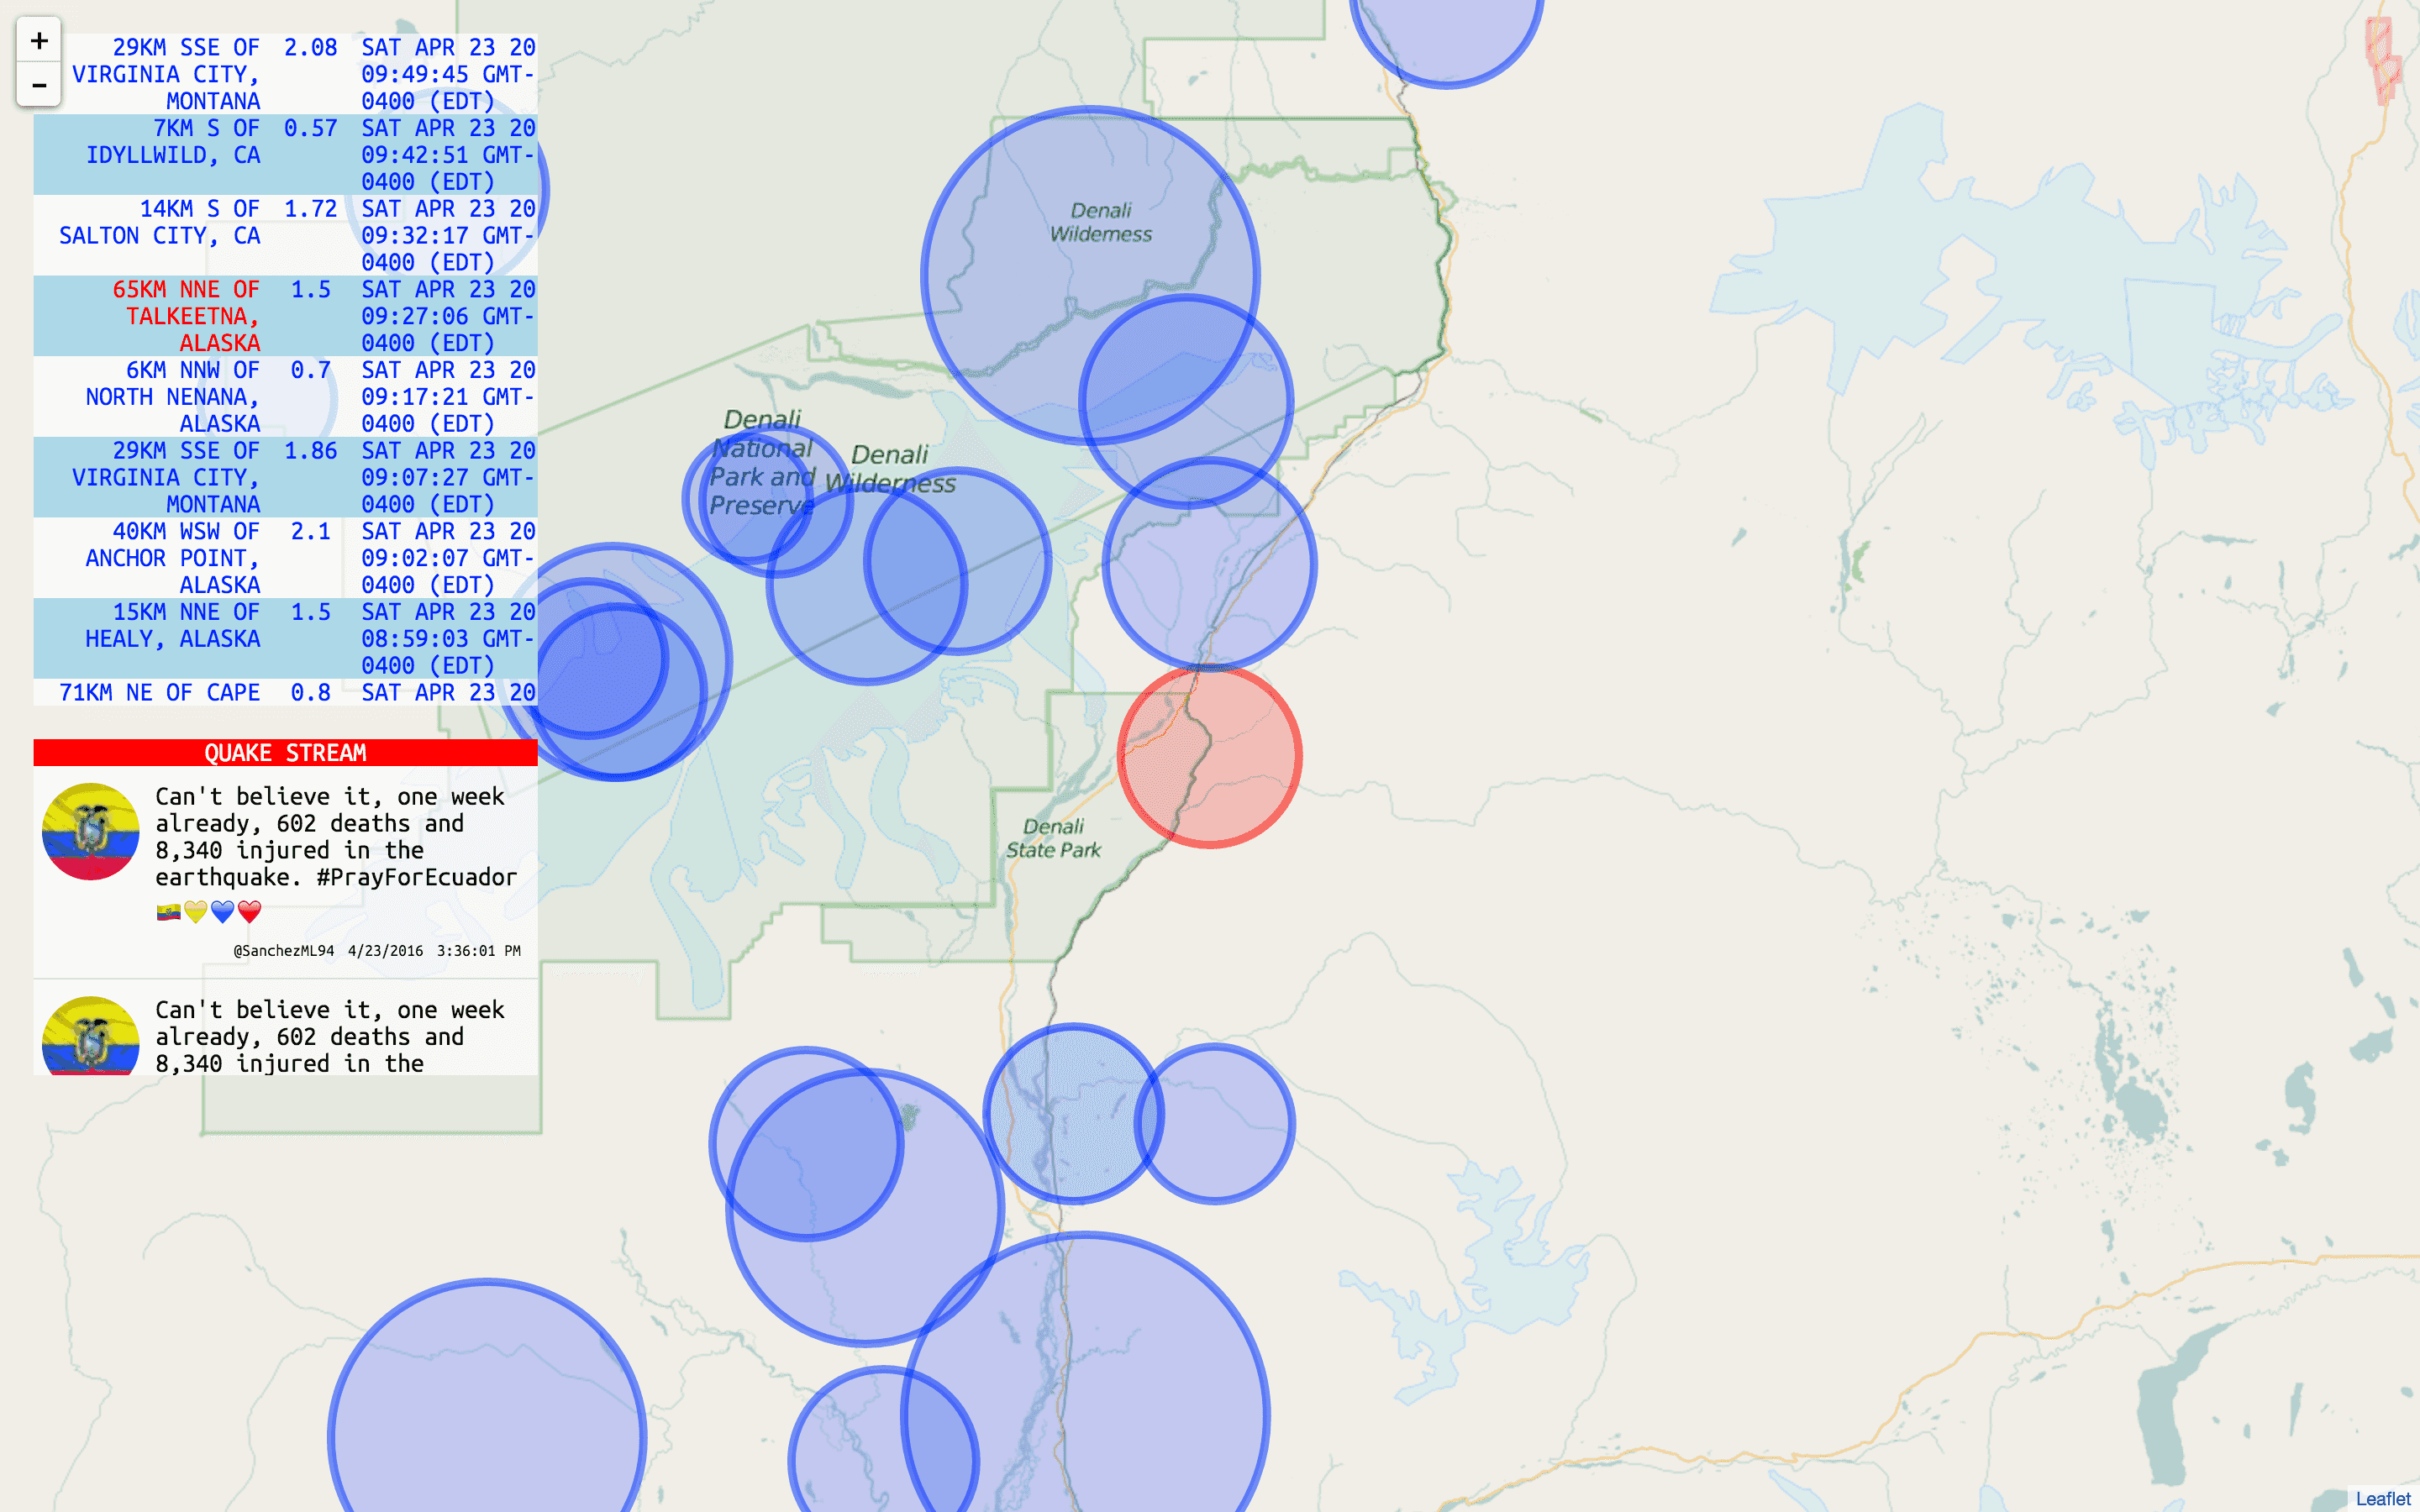 +
−
29KM SSE OF 2.08 SAT APR 23 20
VIRGINIA CITY, 09:49:45 GMT-
MONTANA 0400 (EDT)
7KM S OF 0.57 SAT APR 23 20
IDYLLWILD, CA 09:42:51 GMT-
0400 (EDT)
14KM S OF 1.72 SAT APR 23 20
SALTON CITY, CA 09:32:17 GMT-
0400 (EDT)
65KM NNE OF 1.5 SAT APR 23 20
TALKEETNA, 09:27:06 GMT-
ALASKA 0400 (EDT)
6KM NNW OF 0.7 SAT APR 23 20
NORTH NENANA, 09:17:21 GMT-
ALASKA 0400 (EDT)
29KM SSE OF 1.86 SAT APR 23 20
VIRGINIA CITY, 09:07:27 GMT-
MONTANA 0400 (EDT)
40KM WSW OF 2.1 SAT APR 23 20
ANCHOR POINT, 09:02:07 GMT-
ALASKA 0400 (EDT)
15KM NNE OF 1.5 SAT APR 23 20
HEALY, ALASKA 08:59:03 GMT-
0400 (EDT)
71KM NE OF CAPE 0.8 SAT APR 23 20
QUAKE STREAM
Can't believe it, one week
already, 602 deaths and
8,340 injured in the
earthquake. #PrayForEcuador
🇪🇨💛💙❤️
@SanchezML94 4/23/2016 3:36:01 PM
Can't believe it, one week
already, 602 deaths and
8,340 injured in the
Denali
Wilderness
Denali
National
Park and
Preserve
Denali
Wilderness
Denali
State Park
Leaflet